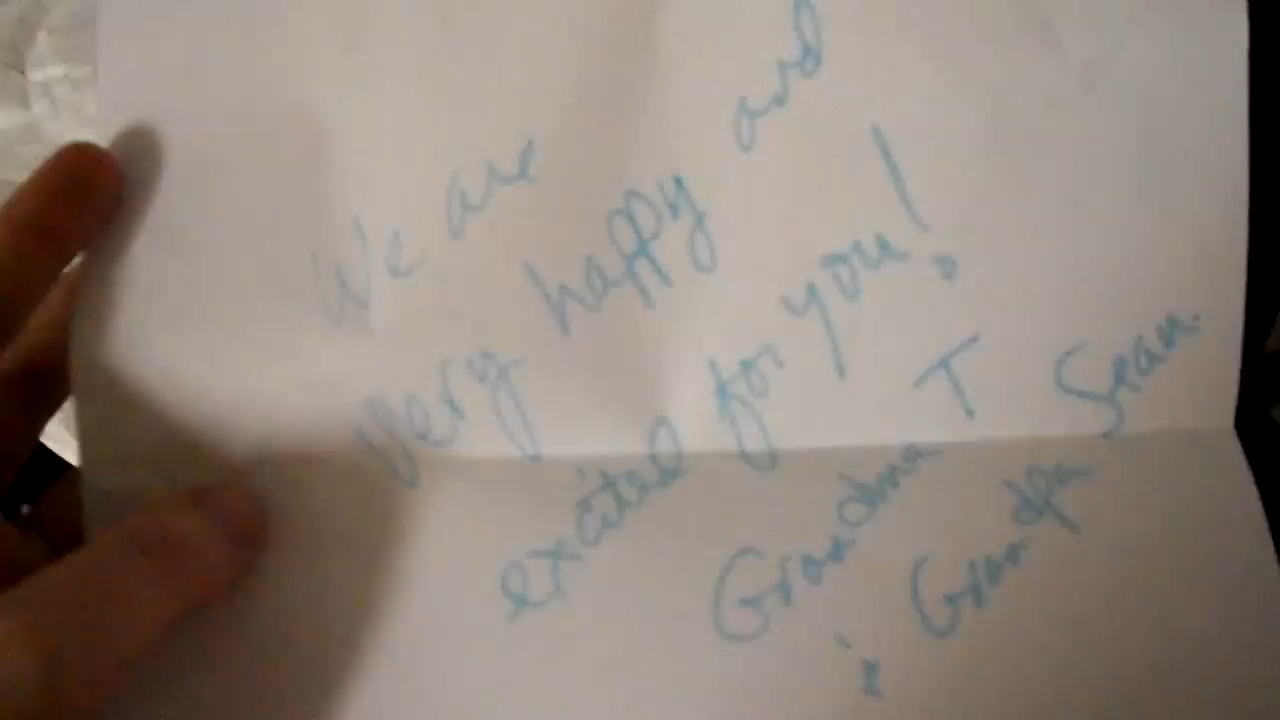 We are
very happy and
excited for you!
Grandma T
& Grandpa Sean